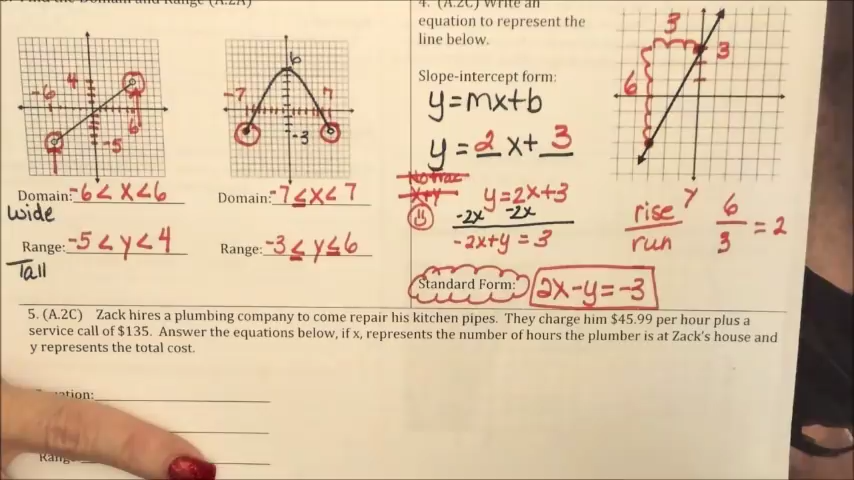 Find the Domain and Range (A.2A)
-6
4
6
-5
Domain: -6 < x < 6
Wide
Range: -5 < y < 4
Tall
6
-7
7
-3
Domain: -7 ≤ x < 7
Range: -3 ≤ y ≤ 6
4. (A.2C) Write an
equation to represent the
line below.
Slope-intercept form:
y=mx+b
y = 2 x + 3
No frac
X+Y
y=2x+3
-2x -2x
-2x+y = 3
Standard Form: 2x-y=-3
3
3
6
rise
run
6
3
= 2
5. (A.2C) Zack hires a plumbing company to come repair his kitchen pipes. They charge him $45.99 per hour plus a
service call of $135. Answer the equations below, if x, represents the number of hours the plumber is at Zack's house and
y represents the total cost.